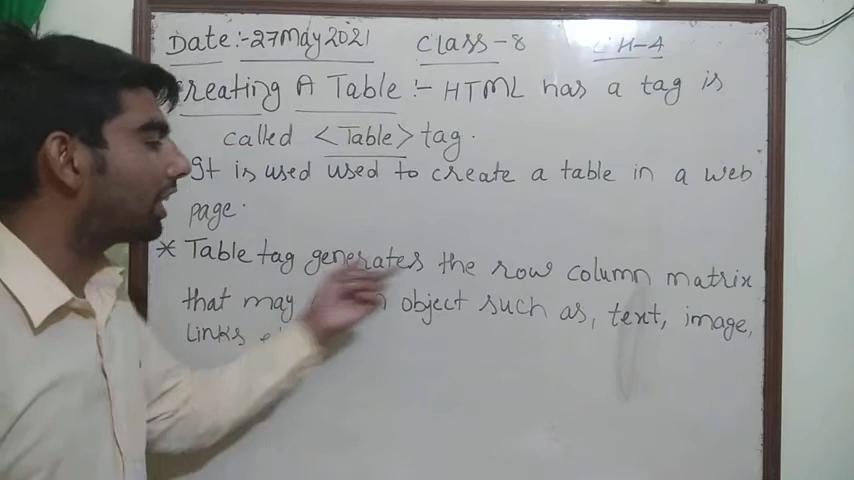 Date:-27May2021 Class-8 CH-4
Creating A Table:- HTML has a tag is
called <Table> tag.
It is used used to create a table in a web
page.
* Table tag generates the row column matrix
that may object such as, text, image,
Links